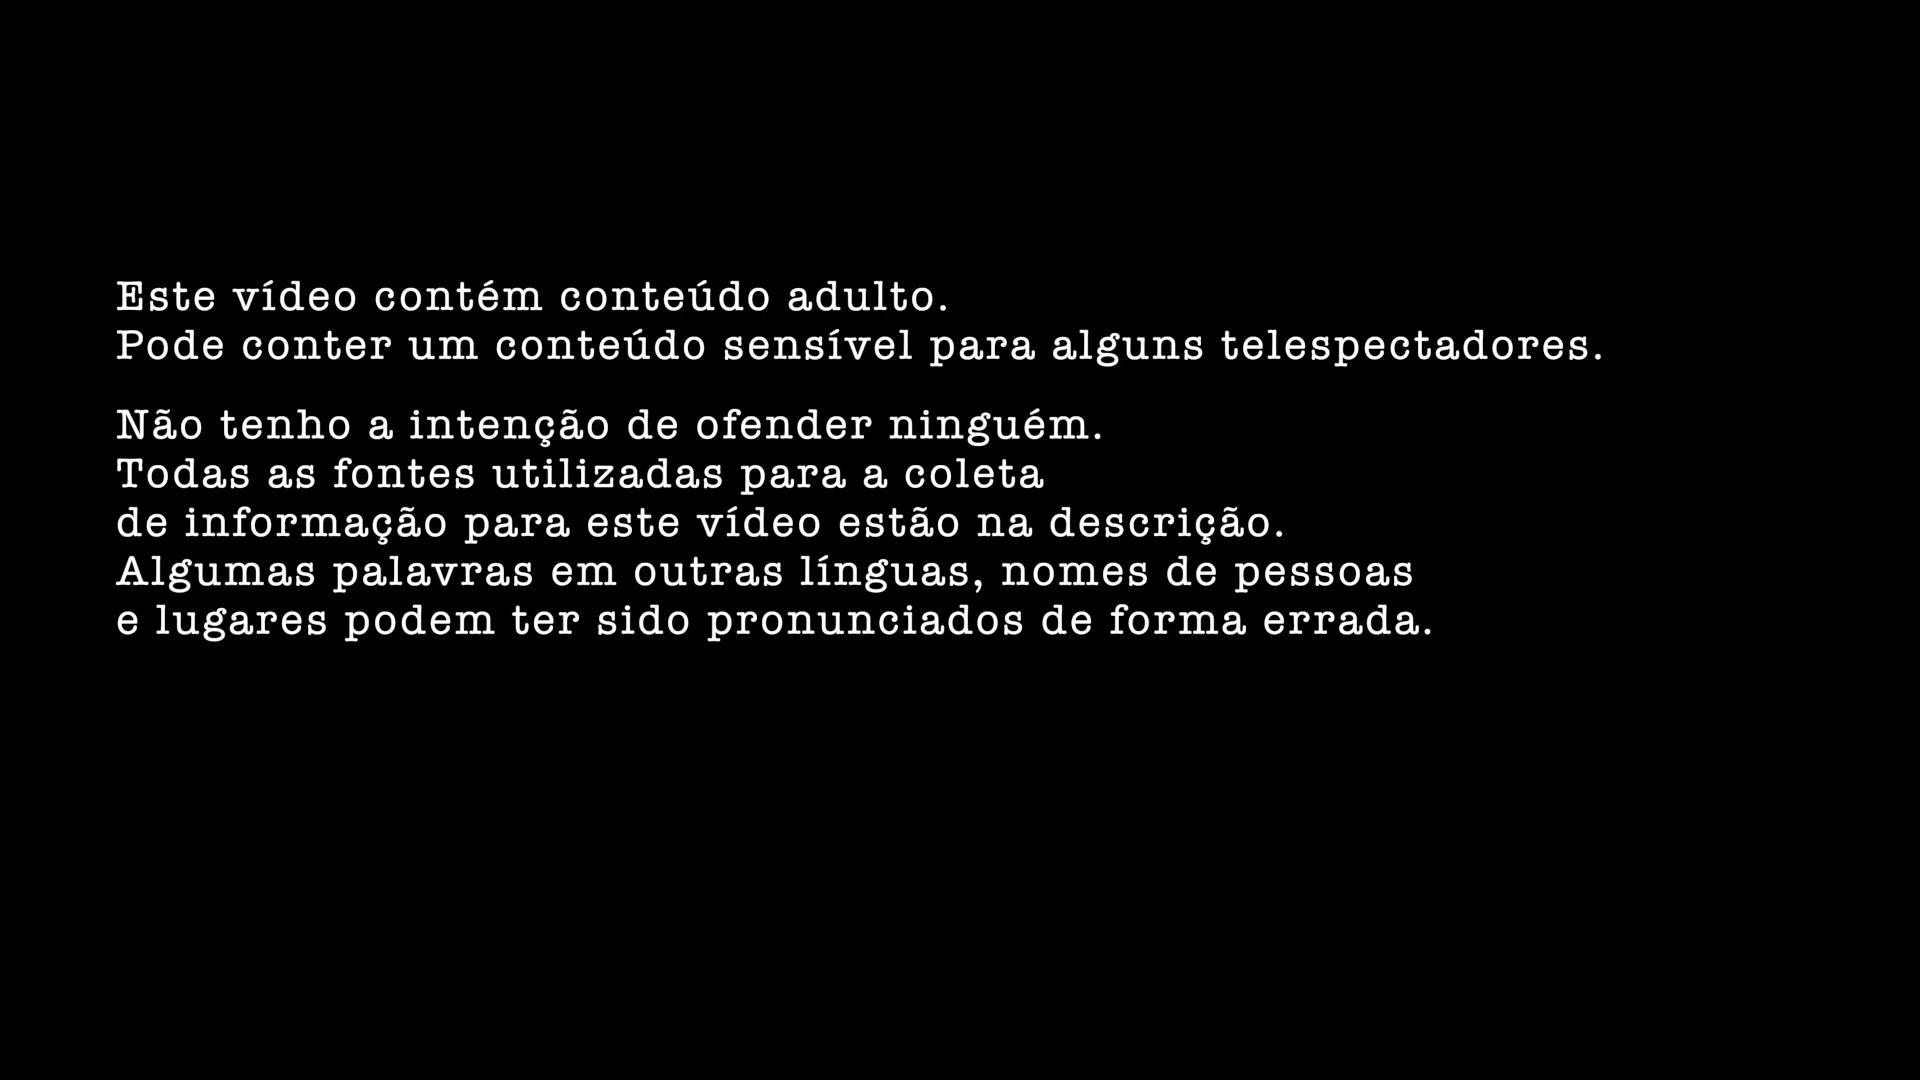 Este vídeo contém conteúdo adulto.
Pode conter um conteúdo sensível para alguns telespectadores.
Não tenho a intenção de ofender ninguém.
Todas as fontes utilizadas para a coleta
de informação para este vídeo estão na descrição.
Algumas palavras em outras línguas, nomes de pessoas
e lugares podem ter sido pronunciados de forma errada.